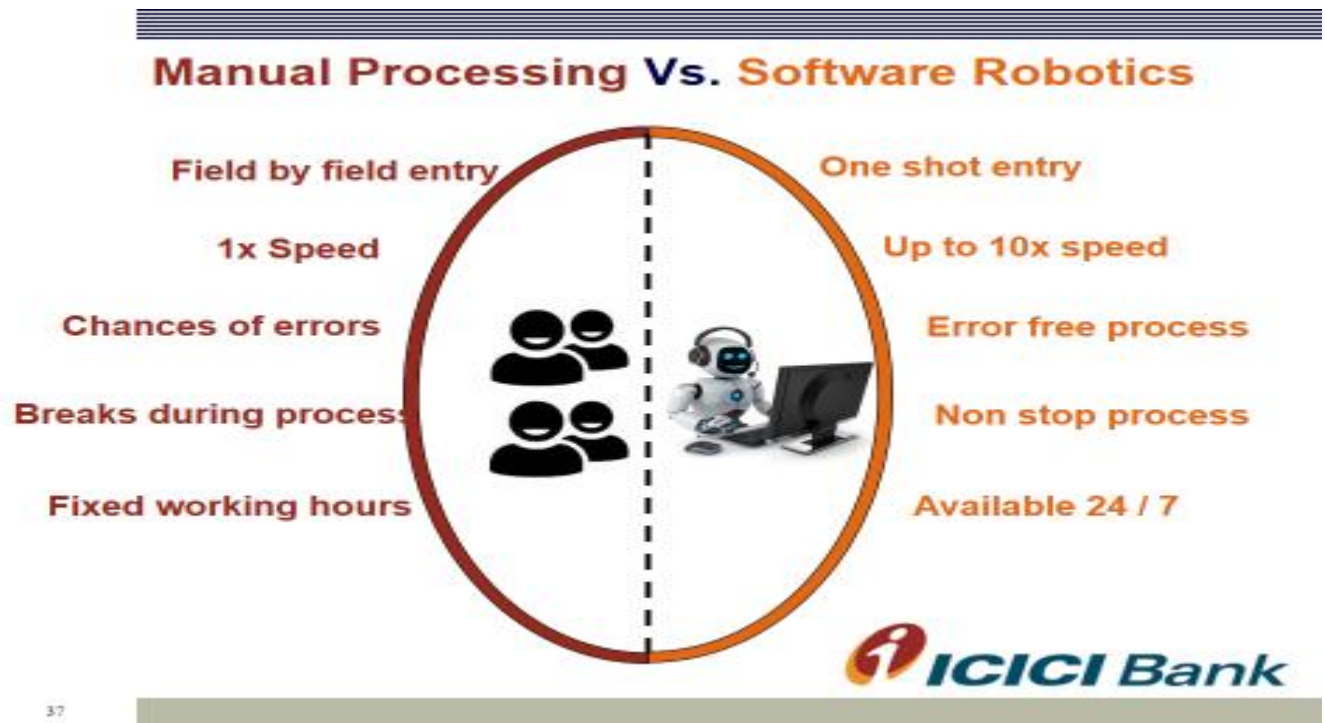 Manual Processing Vs. Software Robotics
Field by field entry
One shot entry
1x Speed
Up to 10x speed
Chances of errors
Error free process
Breaks during process
Non stop process
Fixed working hours
Available 24 / 7
i ICICI Bank
37